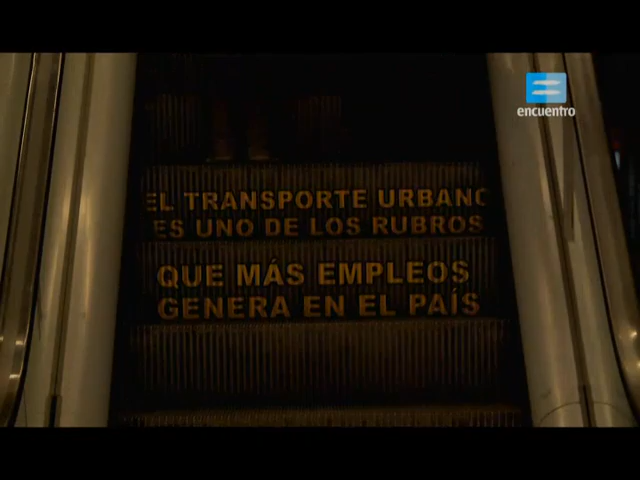 encuentro
EL TRANSPORTE URBANO
ES UNO DE LOS RUBROS
QUE MÁS EMPLEOS
GENERA EN EL PAÍS